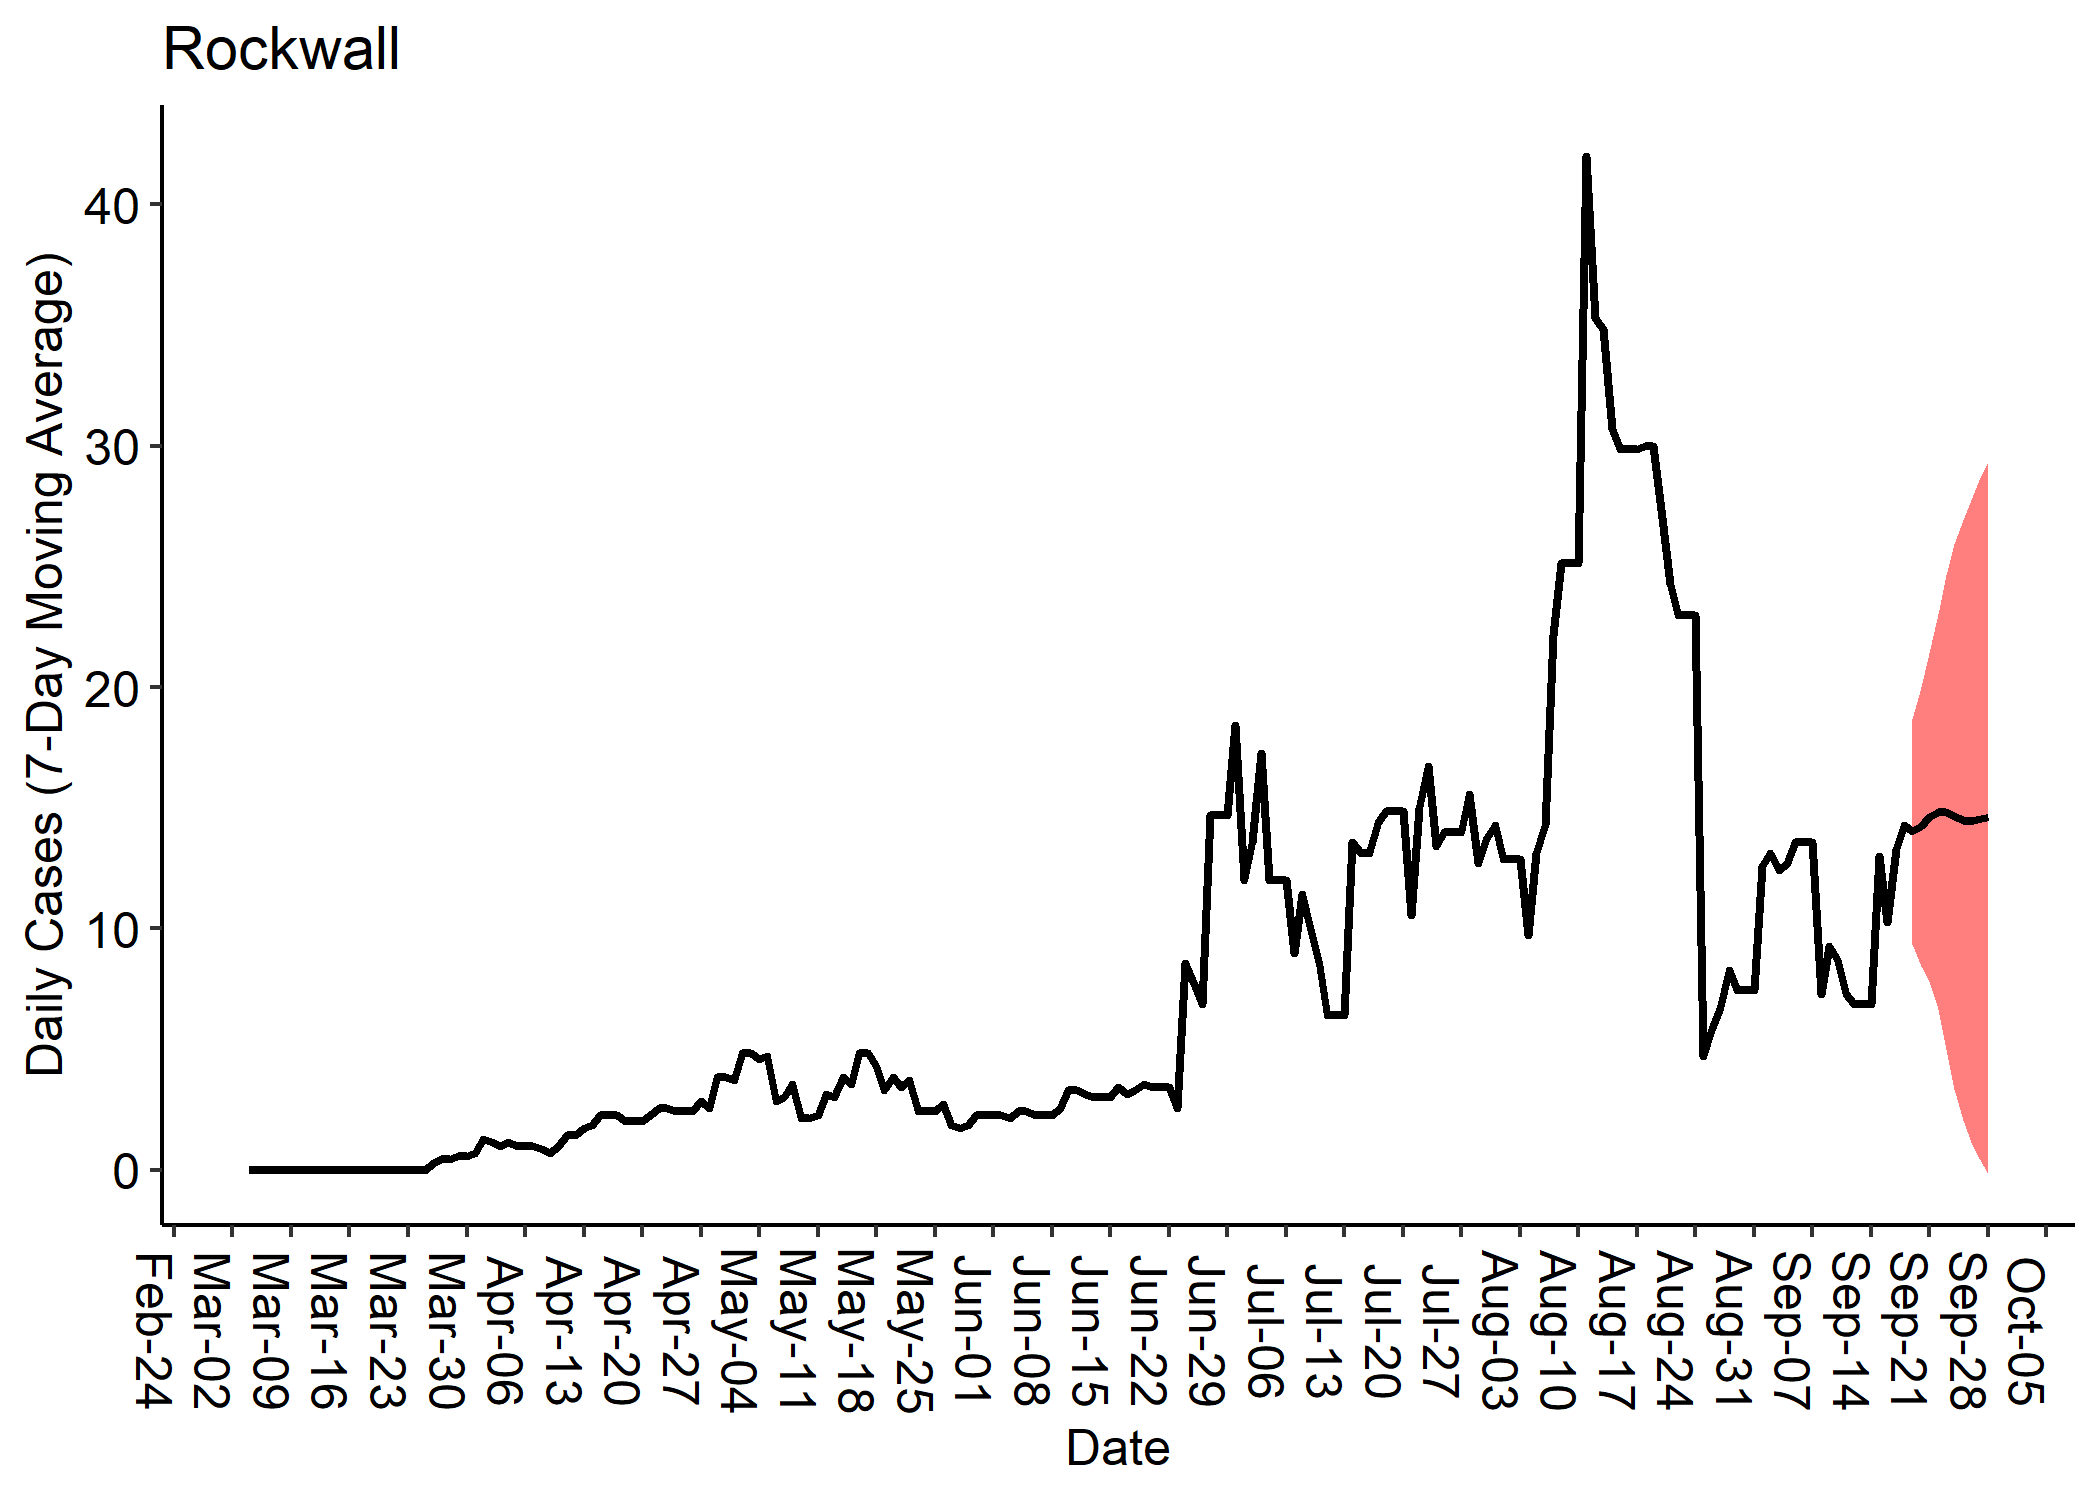 Rockwall
Daily Cases (7-Day Moving Average)
40
30
20
10
0
Feb-24
Mar-02
Mar-09
Mar-16
Mar-23
Mar-30
Apr-06
Apr-13
Apr-20
Apr-27
May-04
May-11
May-18
May-25
Jun-01
Jun-08
Jun-15
Jun-22
Jun-29
Jul-06
Jul-13
Jul-20
Jul-27
Aug-03
Aug-10
Aug-17
Aug-24
Aug-31
Sep-07
Sep-14
Sep-21
Sep-28
Oct-05
Date